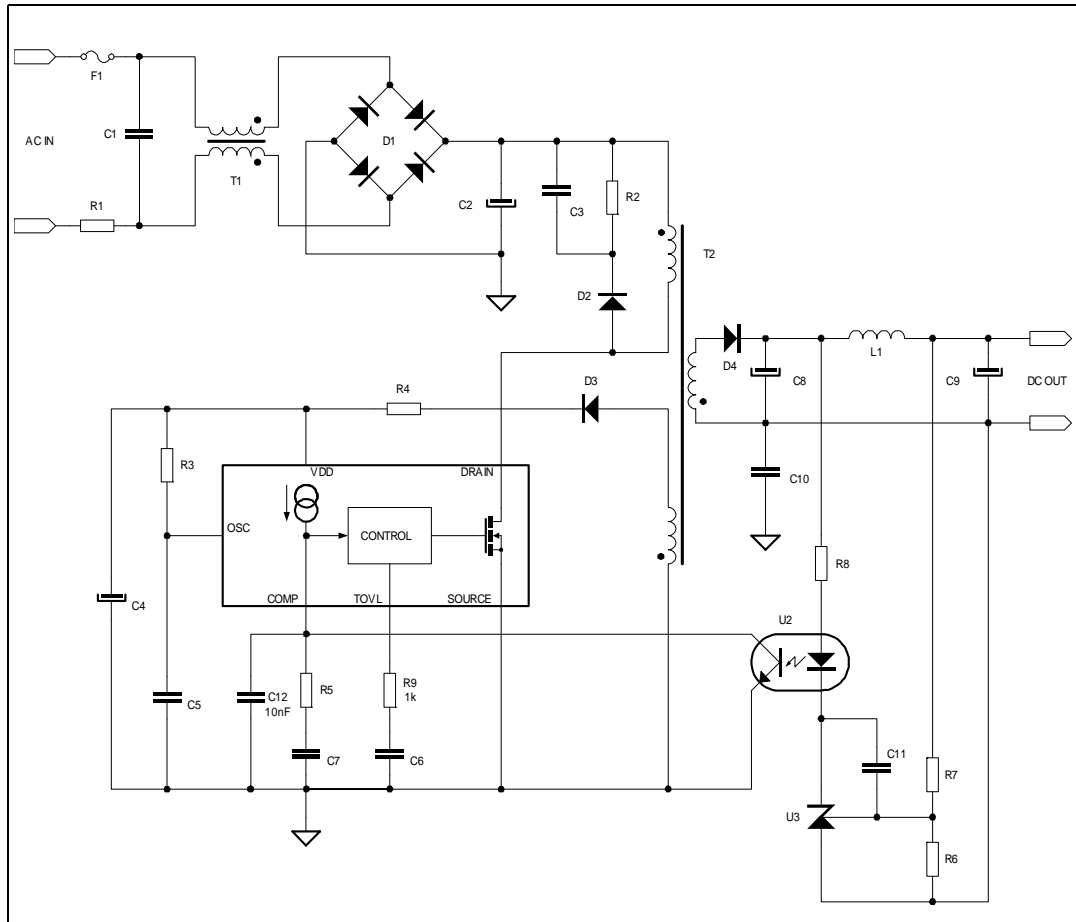 F1
C1
AC IN
T1
R1
D1
C2
C3
R2
T2
D2
D4
C8
L1
C9
DC OUT
R4
D3
R3
VDD
DRAIN
OSC
CONTROL
C10
COMP
TOVL
SOURCE
C4
R8
U2
C5
C12
10nF
R5
R9
1k
C7
C6
C11
R7
U3
R6